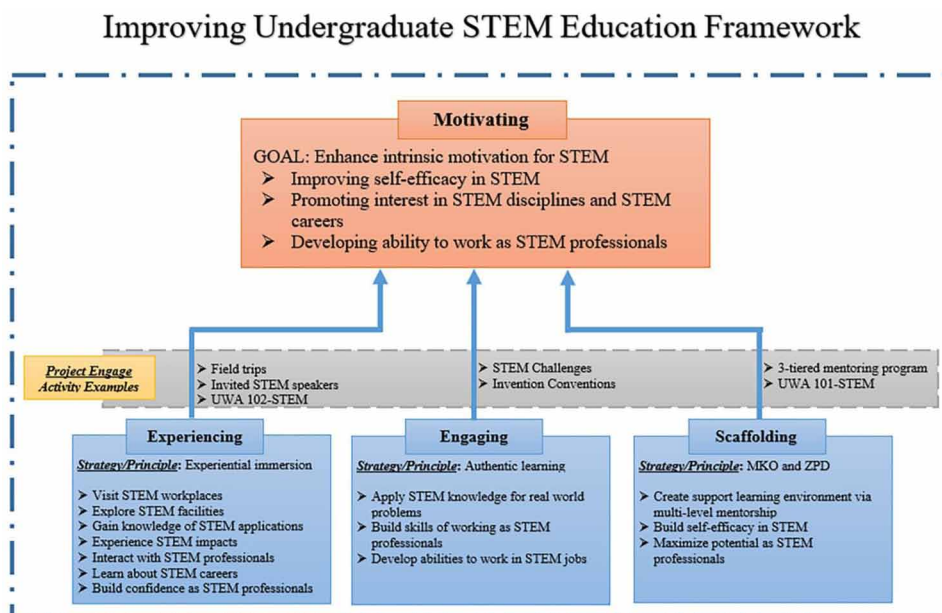 Improving Undergraduate STEM Education Framework
Motivating
GOAL: Enhance intrinsic motivation for STEM
➤ Improving self-efficacy in STEM
➤ Promoting interest in STEM disciplines and STEM
careers
➤ Developing ability to work as STEM professionals
Project Engage
Activity Examples
➤ Field trips
➤ Invited STEM speakers
➤ UWA 102-STEM
➤ STEM Challenges
➤ Invention Conventions
➤ 3-tiered mentoring program
➤ UWA 101-STEM
Experiencing
Strategy/Principle: Experiential immersion
➤ Visit STEM workplaces
➤ Explore STEM facilities
➤ Gain knowledge of STEM applications
➤ Experience STEM impacts
➤ Interact with STEM professionals
➤ Learn about STEM careers
➤ Build confidence as STEM professionals
Engaging
Strategy/Principle: Authentic learning
➤ Apply STEM knowledge for real world
problems
➤ Build skills of working as STEM
professionals
➤ Develop abilities to work in STEM jobs
Scaffolding
Strategy/Principle: MKO and ZPD
➤ Create support learning environment via
multi-level mentorship
➤ Build self-efficacy in STEM
➤ Maximize potential as STEM
professionals